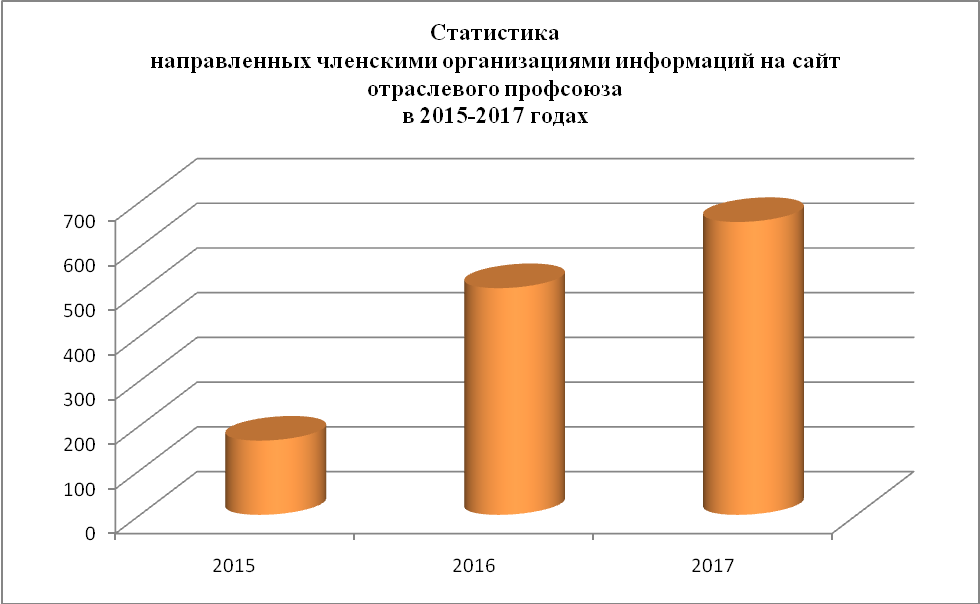 Статистика
направленных членскими организациями информаций на сайт
отраслевого профсоюза
в 2015-2017 годах
700
600
500
400
300
200
100
0
2015
2016
2017